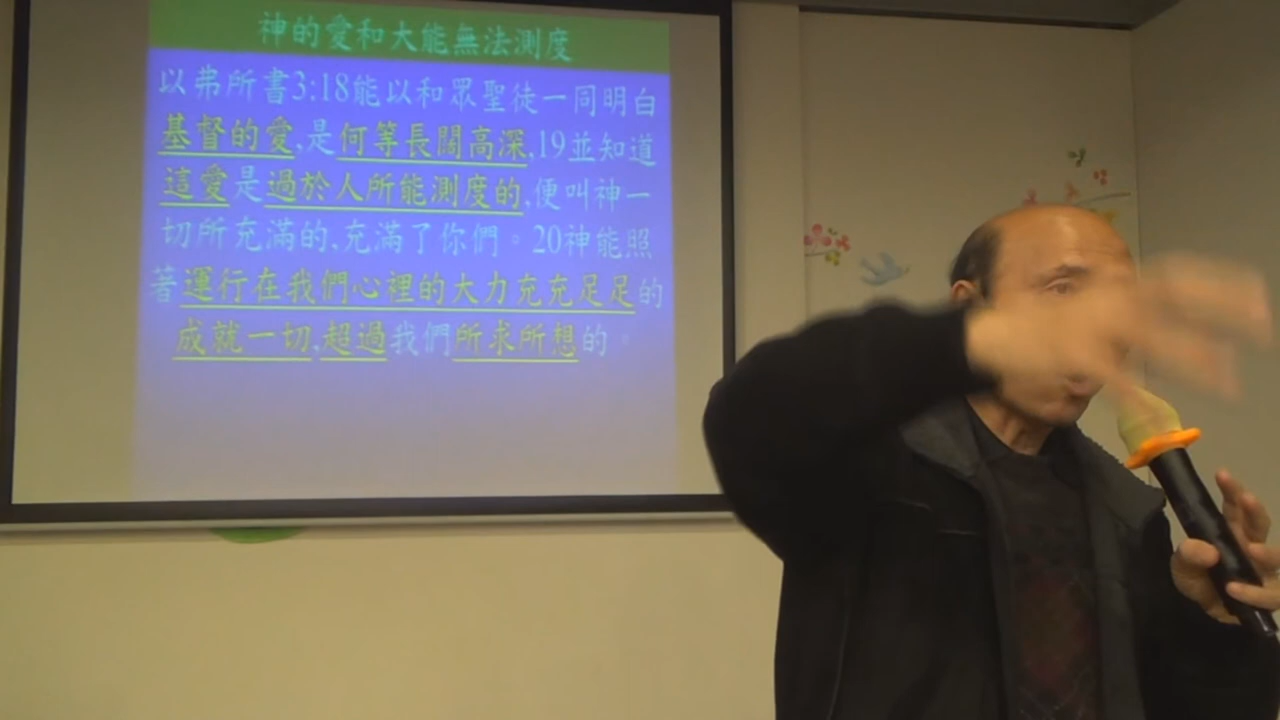 神的愛和大能無法測度
以弗所書3:18能以和眾聖徒一同明白
基督的愛,是何等長闊高深,19並知道
這愛是過於人所能測度的,便叫神一
切所充滿的,充滿了你們。20神能照
著運行在我們心裡的大力充充足足的
成就一切,超過我們所求所想的。